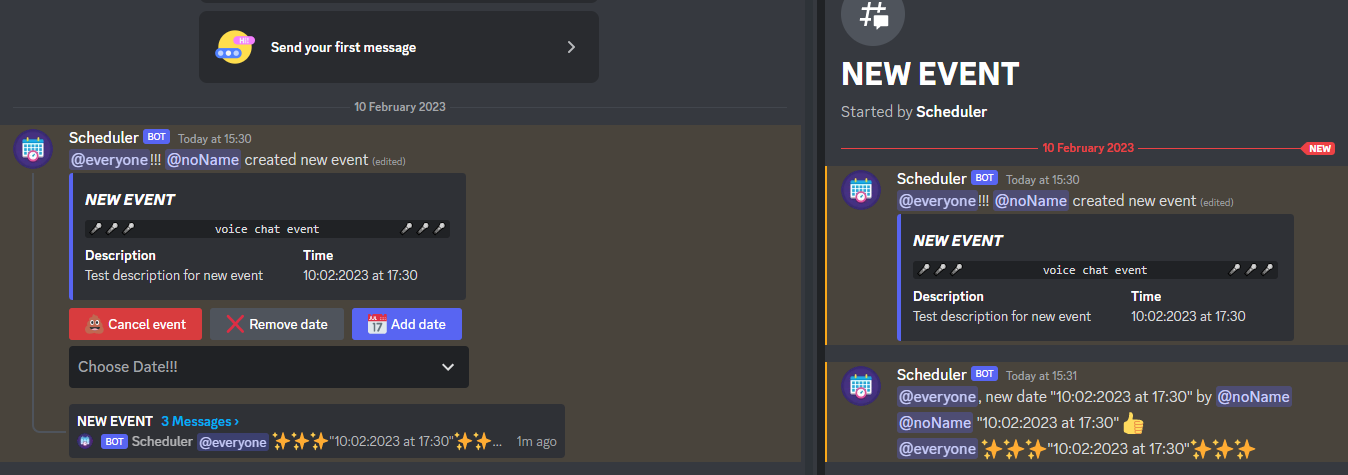 Hi!
Send your first message
10 February 2023
Scheduler BOT Today at 15:30
@everyone!!! @noName created new event (edited)
NEW EVENT
voice chat event
Description Time
Test description for new event 10:02:2023 at 17:30
Cancel event Remove date Add date
Choose Date!!!
NEW EVENT 3 Messages ›
BOT Scheduler @everyone ✨✨✨"10:02:2023 at 17:30"✨✨... 1m ago
NEW EVENT
Started by Scheduler
10 February 2023 NEW
Scheduler BOT Today at 15:30
@everyone!!! @noName created new event (edited)
NEW EVENT
voice chat event
Description Time
Test description for new event 10:02:2023 at 17:30
Scheduler BOT Today at 15:31
@everyone, new date "10:02:2023 at 17:30" by @noName
@noName "10:02:2023 at 17:30"👍
@everyone ✨✨✨"10:02:2023 at 17:30"✨✨✨